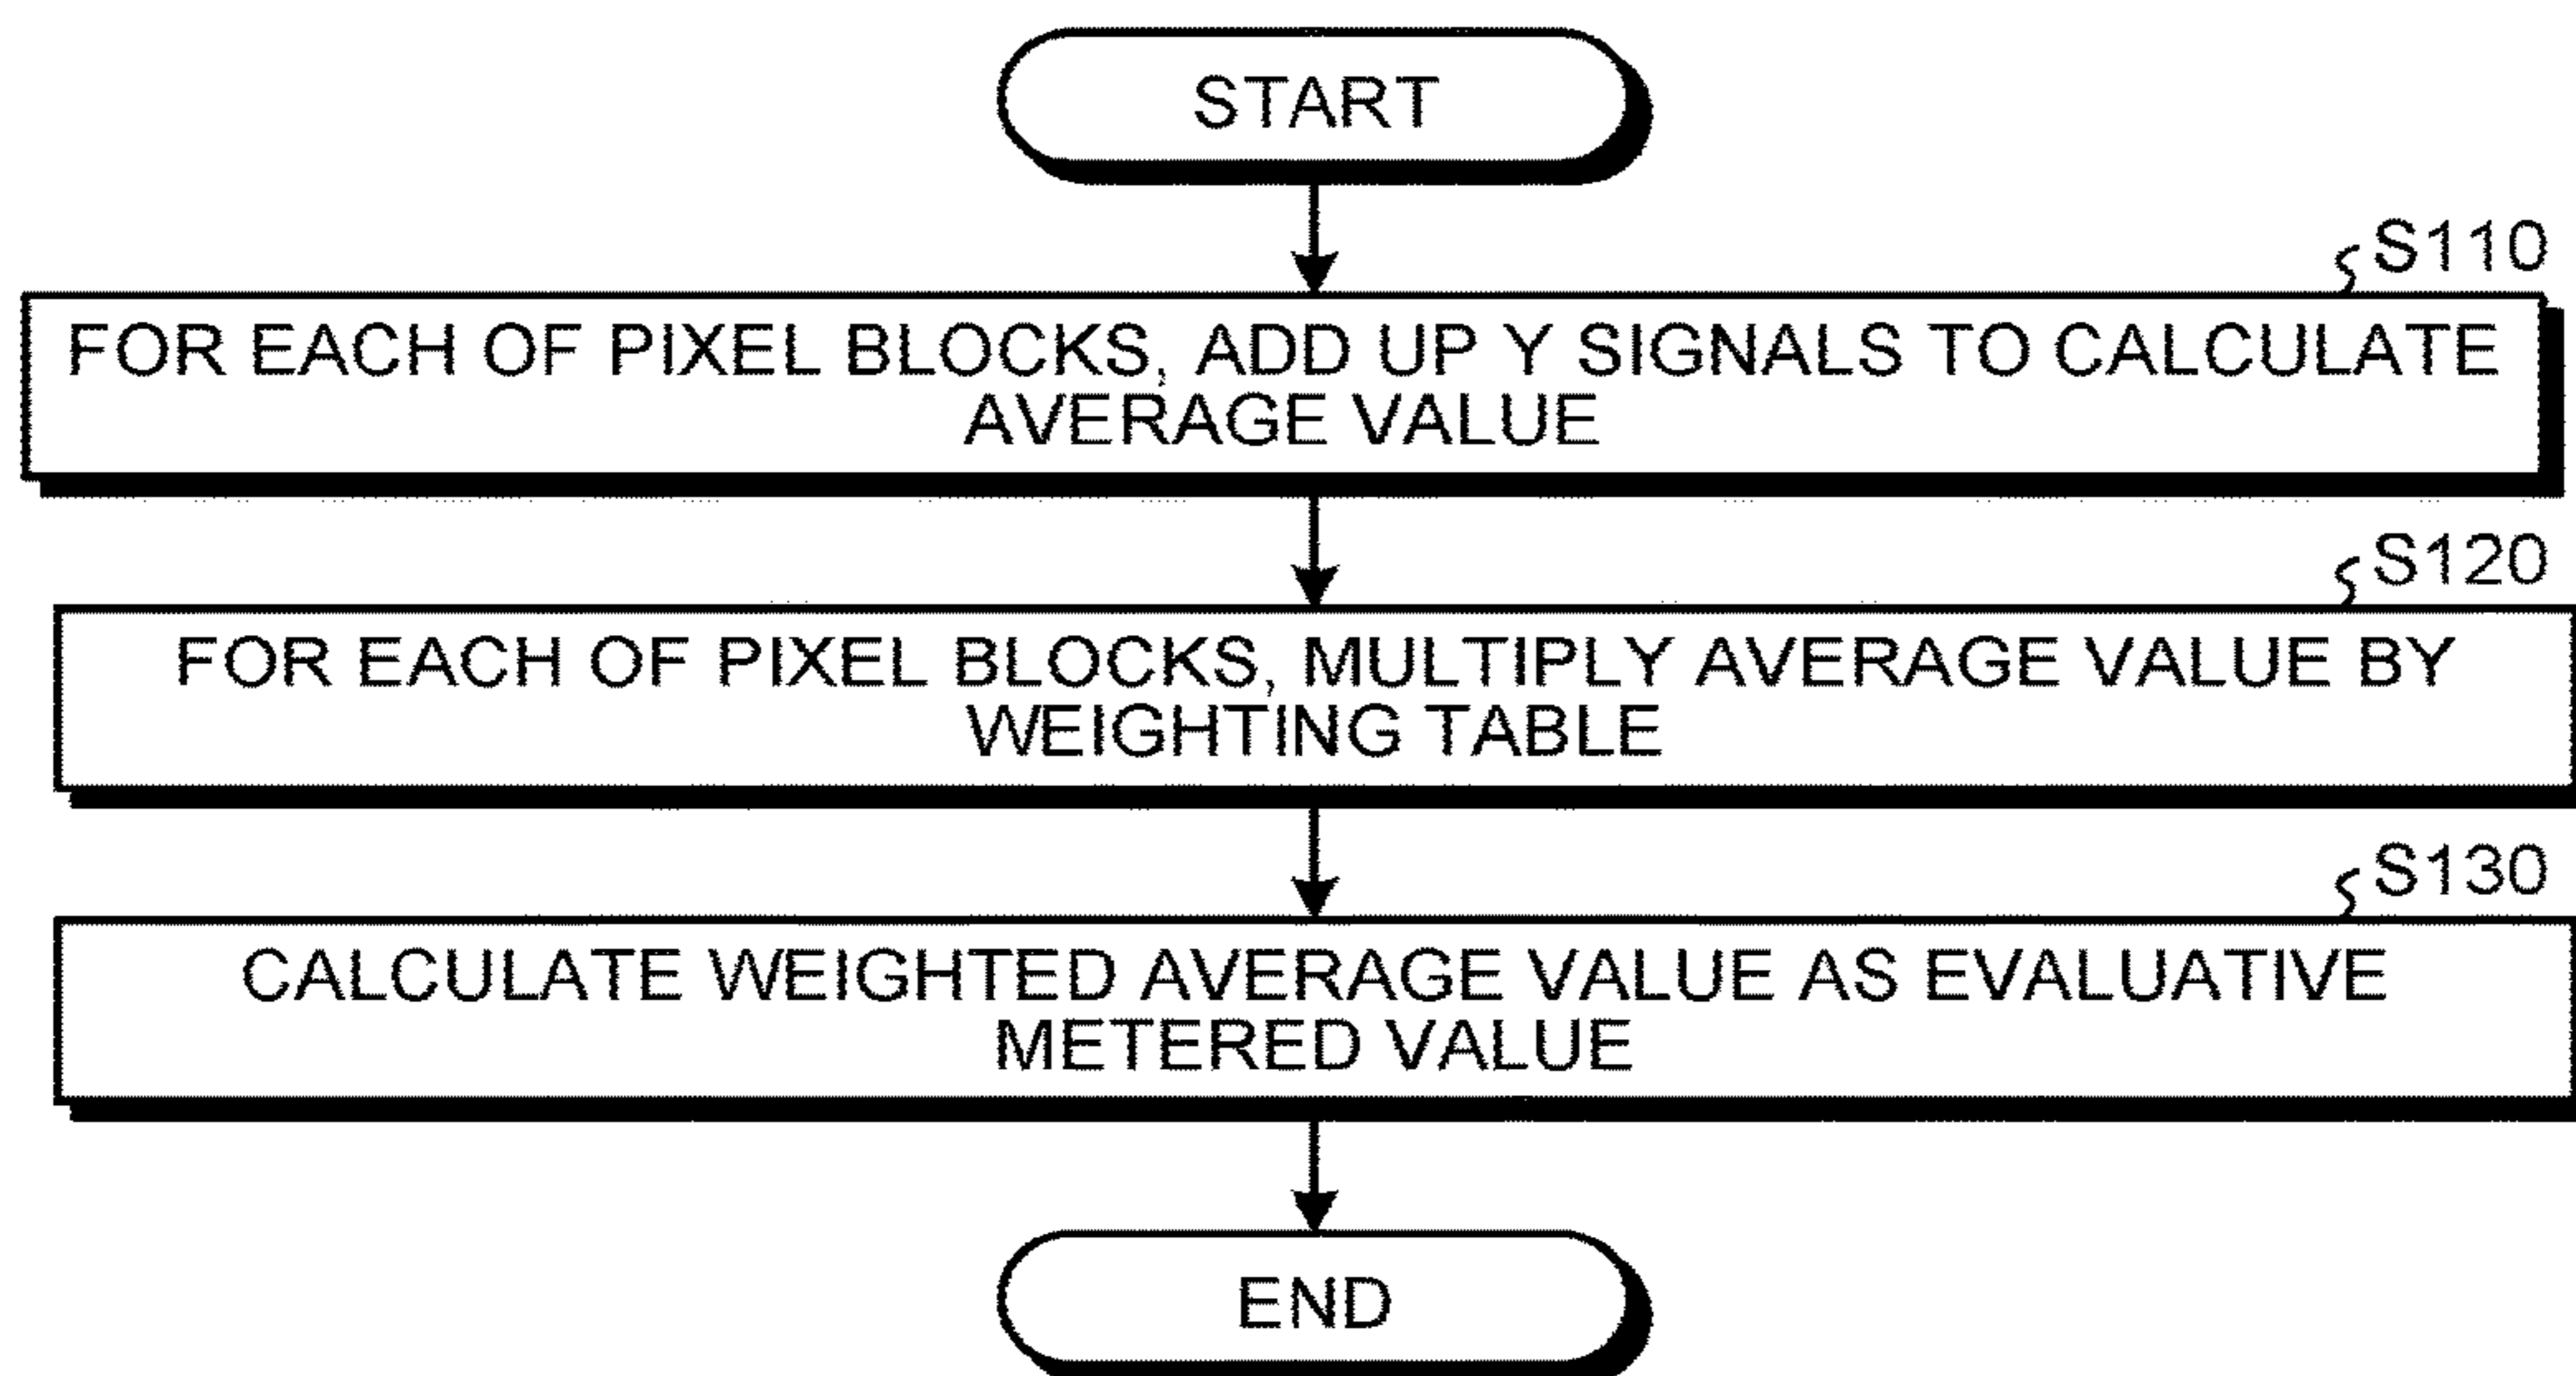 START
S110
FOR EACH OF PIXEL BLOCKS, ADD UP Y SIGNALS TO CALCULATE
AVERAGE VALUE
S120
FOR EACH OF PIXEL BLOCKS, MULTIPLY AVERAGE VALUE BY
WEIGHTING TABLE
S130
CALCULATE WEIGHTED AVERAGE VALUE AS EVALUATIVE
METERED VALUE
END